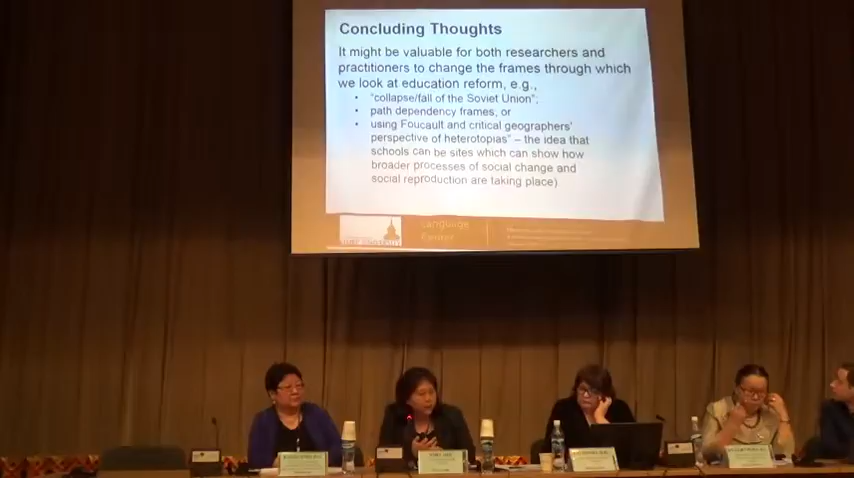 Concluding Thoughts
It might be valuable for both researchers and
practitioners to change the frames through which
we look at education reform, e.g.,
• "collapse/fall of the Soviet Union";
• path dependency frames, or
• using Foucault and critical geographers'
perspective of heterotopias" – the idea that
schools can be sites which can show how
broader processes of social change and
social reproduction are taking place)
Language
Center